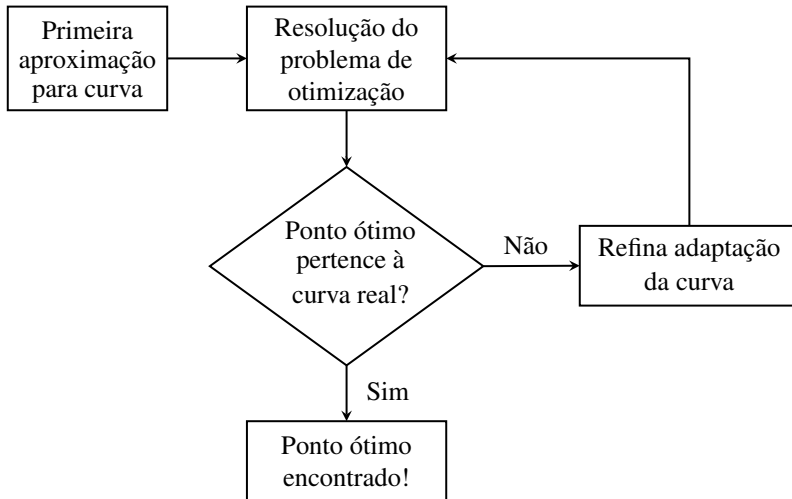 Primeira
aproximação
para curva
Resolução do
problema de
otimização
Ponto ótimo
pertence à
curva real?
Não
Refina adaptação
da curva
Sim
Ponto ótimo
encontrado!